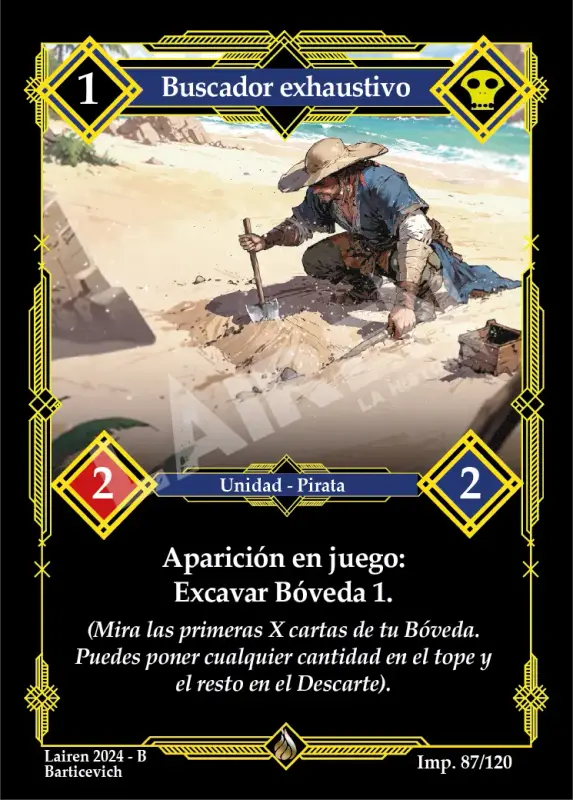 1
Buscador exhaustivo
2
Unidad - Pirata
2
Aparición en juego:
Excavar Bóveda 1.
(Mira las primeras X cartas de tu Bóveda.
Puedes poner cualquier cantidad en el tope y
el resto en el Descarte).
Lairen 2024 - B
Barticevich
Imp. 87/120